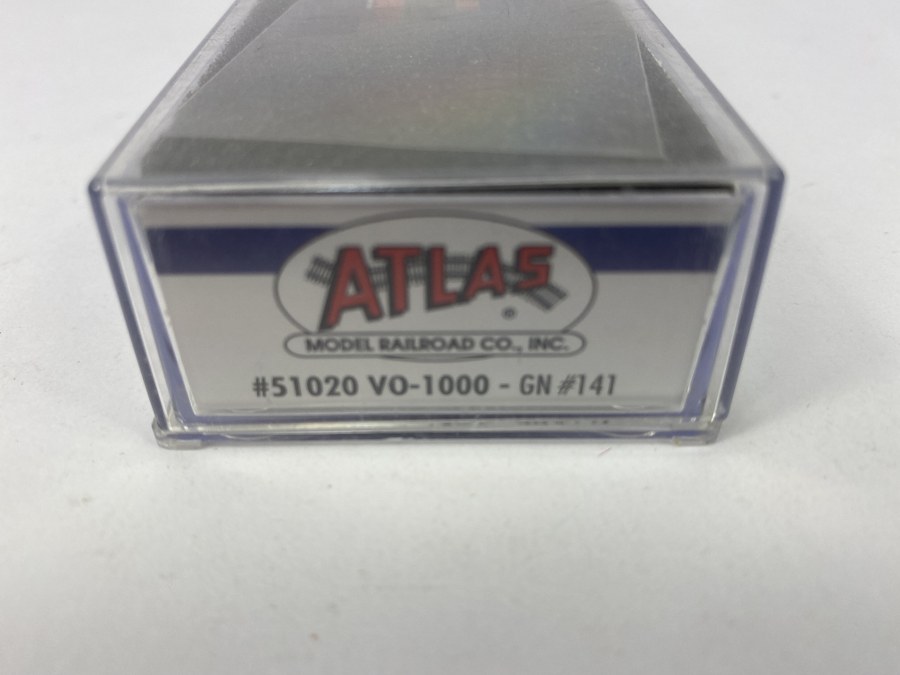 ATLAS ®
MODEL RAILROAD CO., INC.
#51020 VO-1000 - GN #141